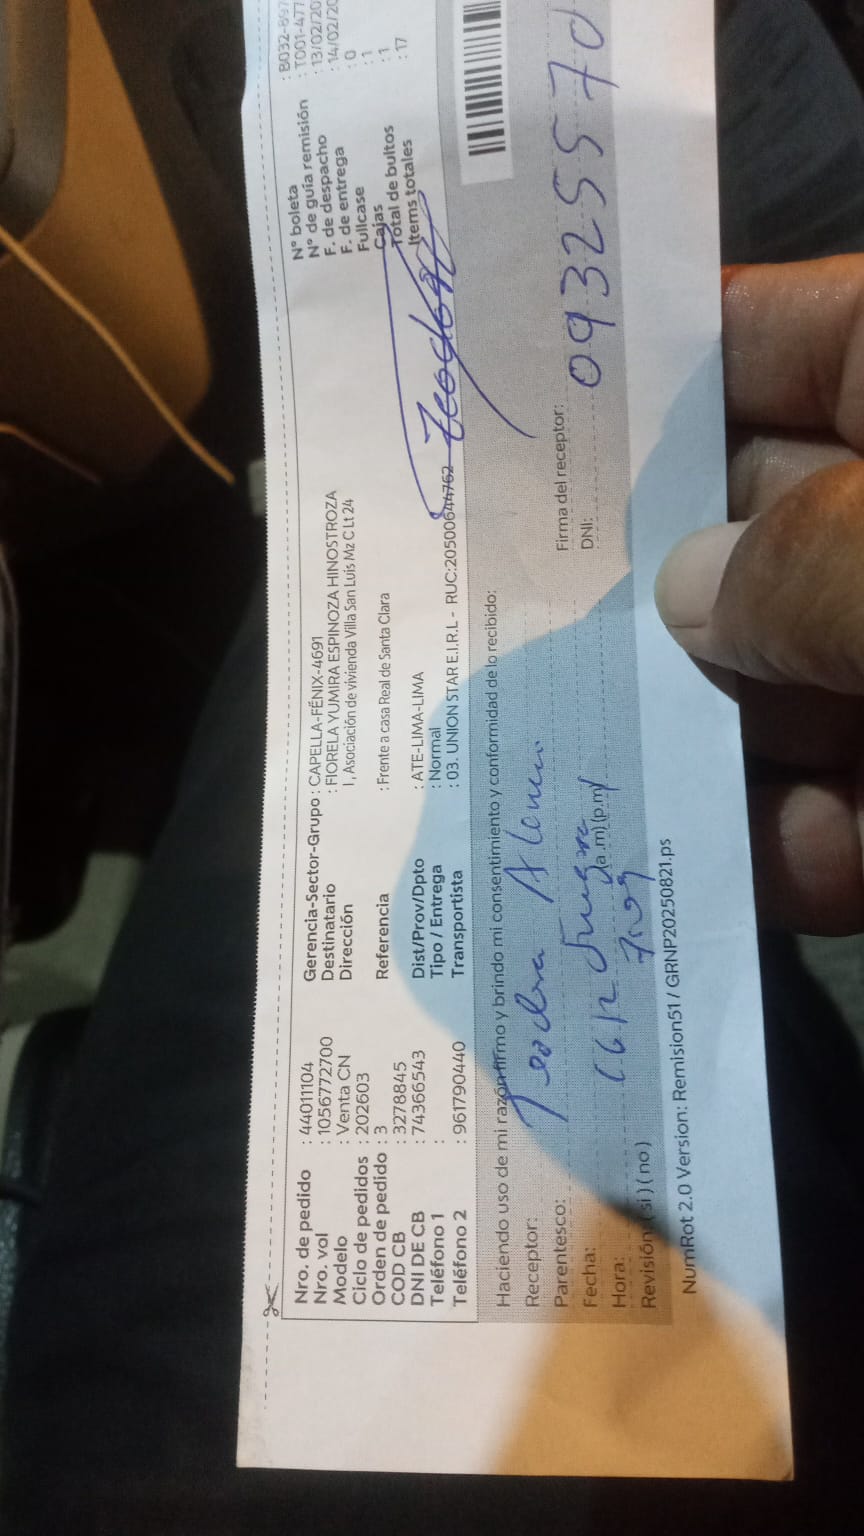 Nro. de pedido : 44011104
Nro. vol : 1056772700
Modelo : Venta CN
Ciclo de pedidos : 202603
Orden de pedido : 3
COD CB : 3278845
DNI DE CB : 74366543
Teléfono 1 :
Teléfono 2 : 961790440
Gerencia-Sector-Grupo : CAPELLA-FÉNIX-4691
Destinatario : FIORELA YUMIRA ESPINOZA HINOSTROZA
Dirección I , Asociación de vivienda Villa San Luis Mz C Lt 24
Referencia : Frente a casa Real de Santa Clara
Dist/Prov/Dpto : ATE-LIMA-LIMA
Tipo / Entrega : Normal
Transportista : 03. UNION STAR E.I.R.L - RUC:20500644762
N° boleta : B032-697
N° de guía remisión : T001-477
F. de despacho : 13/02/20
F. de entrega : 14/02/20
Fullcase : 0
Cajas : 1
Total de bultos : 1
Items totales : 17
Haciendo uso de mi razón firmo y brindo mi consentimiento y conformidad de lo recibido:
Receptor:
Parentesco:
Fecha:
Hora: (a.m)(p.m)
Revisión ( si ) ( no )
Firma del receptor:
DNI: 09325570
NumRot 2.0 Version: Remision51 / GRNP20250821.ps